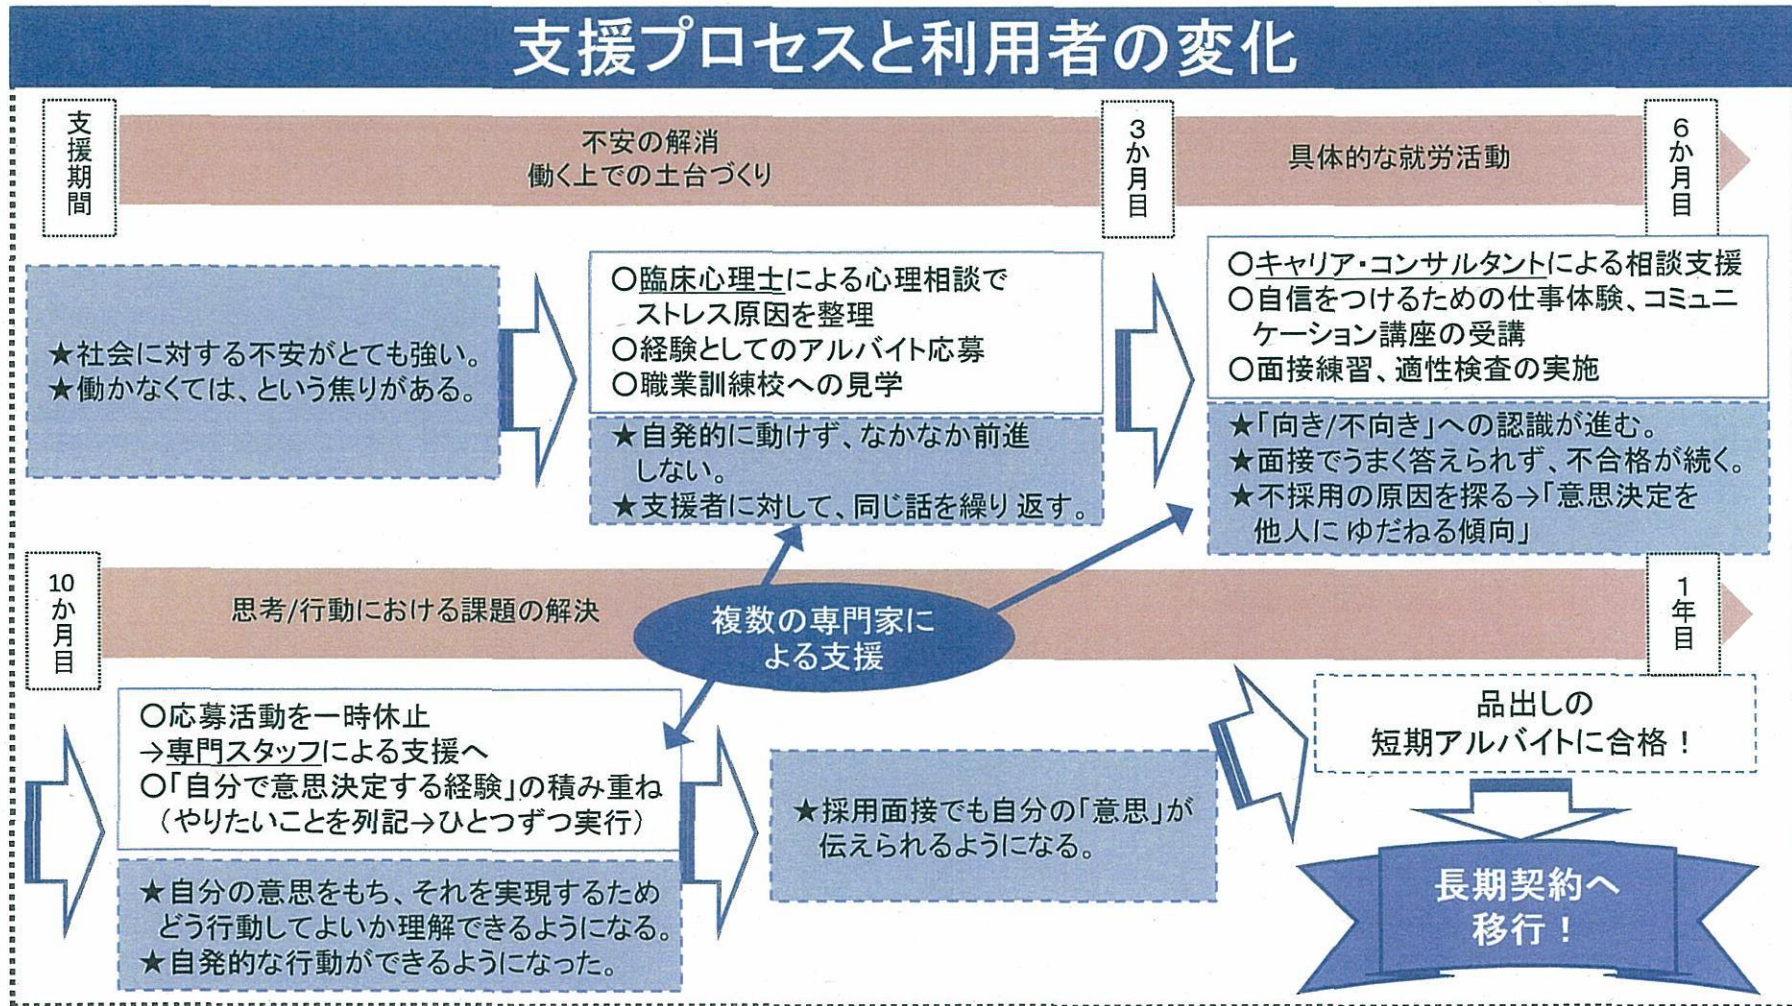 支援プロセスと利用者の変化
支援期間
不安の解消
働く上での土台づくり
3か月目
具体的な就労活動
6か月目
★社会に対する不安がとても強い。
★働かなくては、という焦りがある。
○臨床心理士による心理相談で
ストレス原因を整理
○経験としてのアルバイト応募
○職業訓練校への見学
★自発的に動けず、なかなか前進
しない。
★支援者に対して、同じ話を繰り返す。
○キャリア・コンサルタントによる相談支援
○自信をつけるための仕事体験、コミュニ
ケーション講座の受講
○面接練習、適性検査の実施
★「向き/不向き」への認識が進む。
★面接でうまく答えられず、不合格が続く。
★不採用の原因を探る→「意思決定を
他人にゆだねる傾向」
10か月目
思考/行動における課題の解決
複数の専門家に
よる支援
1年目
○応募活動を一時休止
→専門スタッフによる支援へ
○「自分で意思決定する経験」の積み重ね
（やりたいことを列記→ひとつずつ実行）
★自分の意思をもち、それを実現するため
どう行動してよいか理解できるようになる。
★自発的な行動ができるようになった。
★採用面接でも自分の「意思」が
伝えられるようになる。
品出しの
短期アルバイトに合格！
長期契約へ
移行！